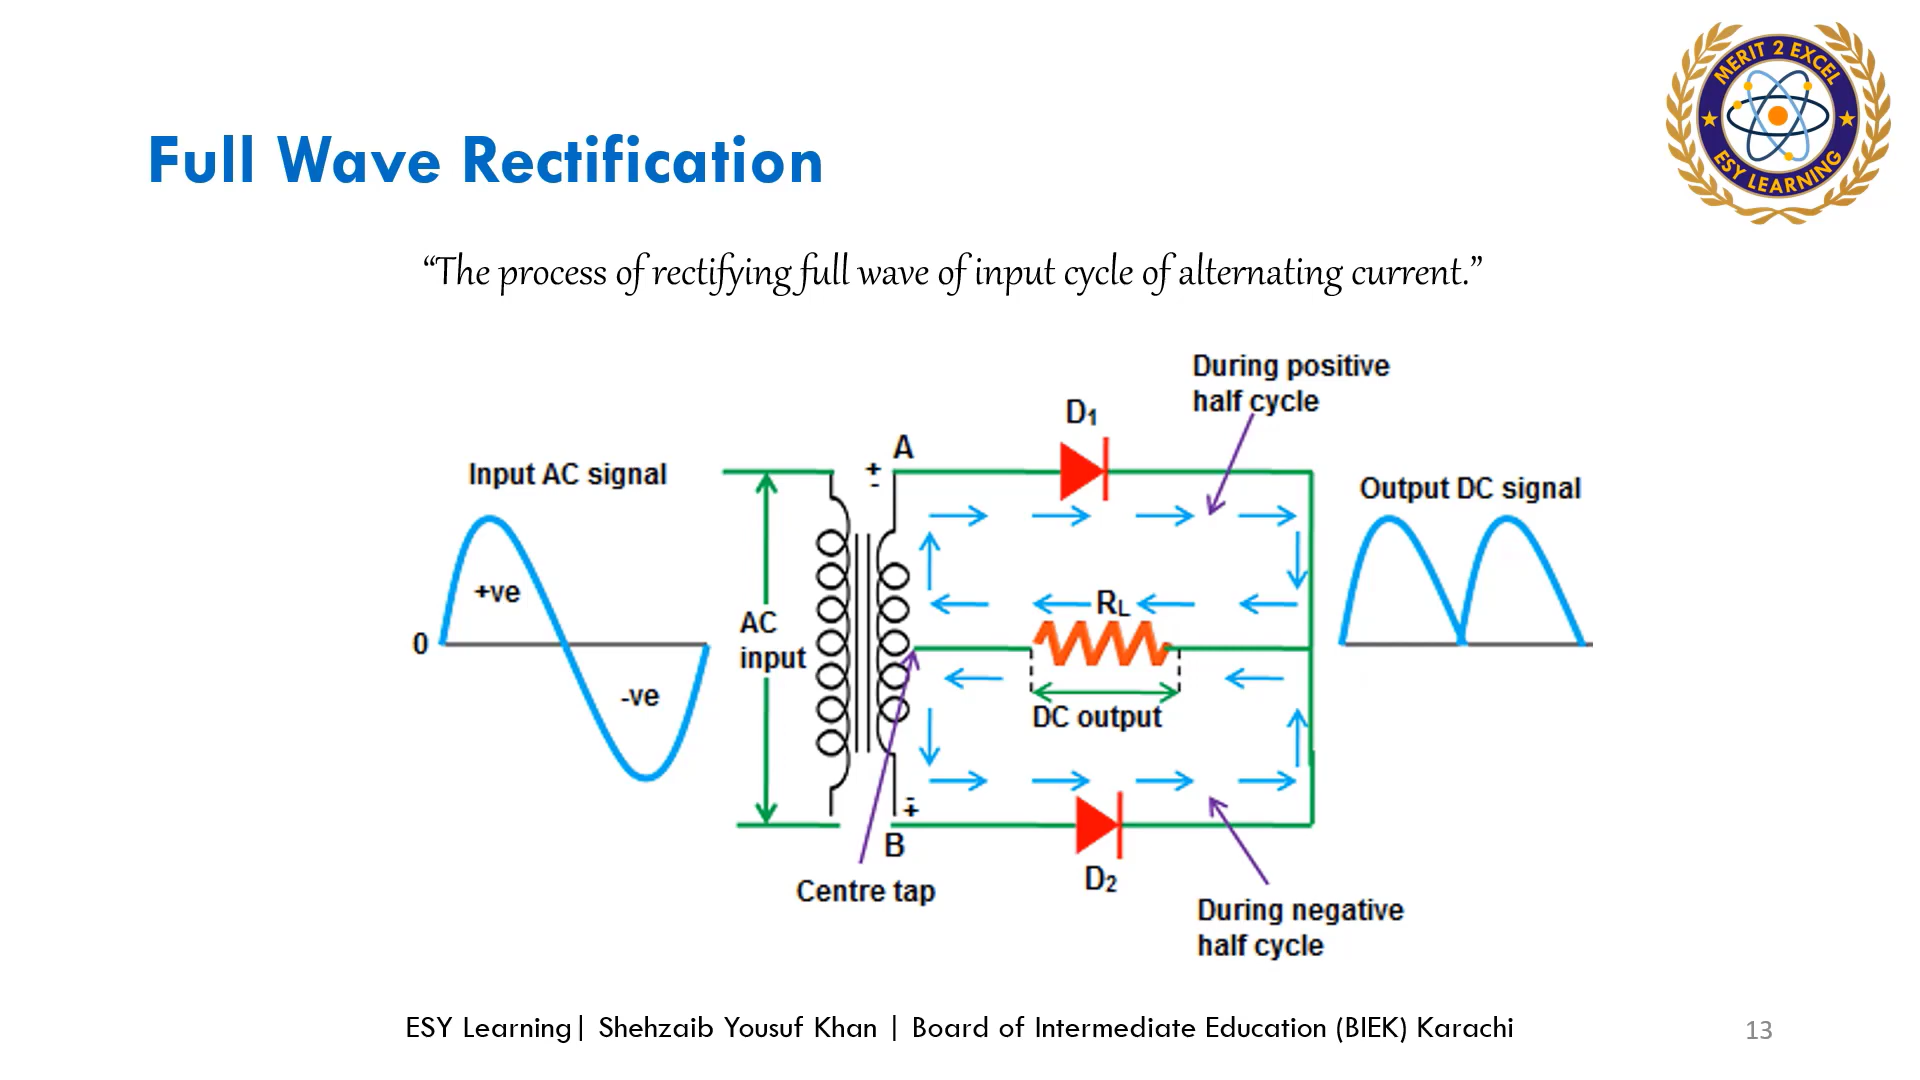 MERIT 2 EXCEL
ESY LEARNING
Full Wave Rectification
“The process of rectifying full wave of input cycle of alternating current.”
During positive
half cycle
D₁
A
+
-
Input AC signal
Output DC signal
+ve
AC
input
0
-ve
R_L
DC output
-
+
B
D₂
Centre tap
During negative
half cycle
ESY Learning| Shehzaib Yousuf Khan | Board of Intermediate Education (BIEK) Karachi
13